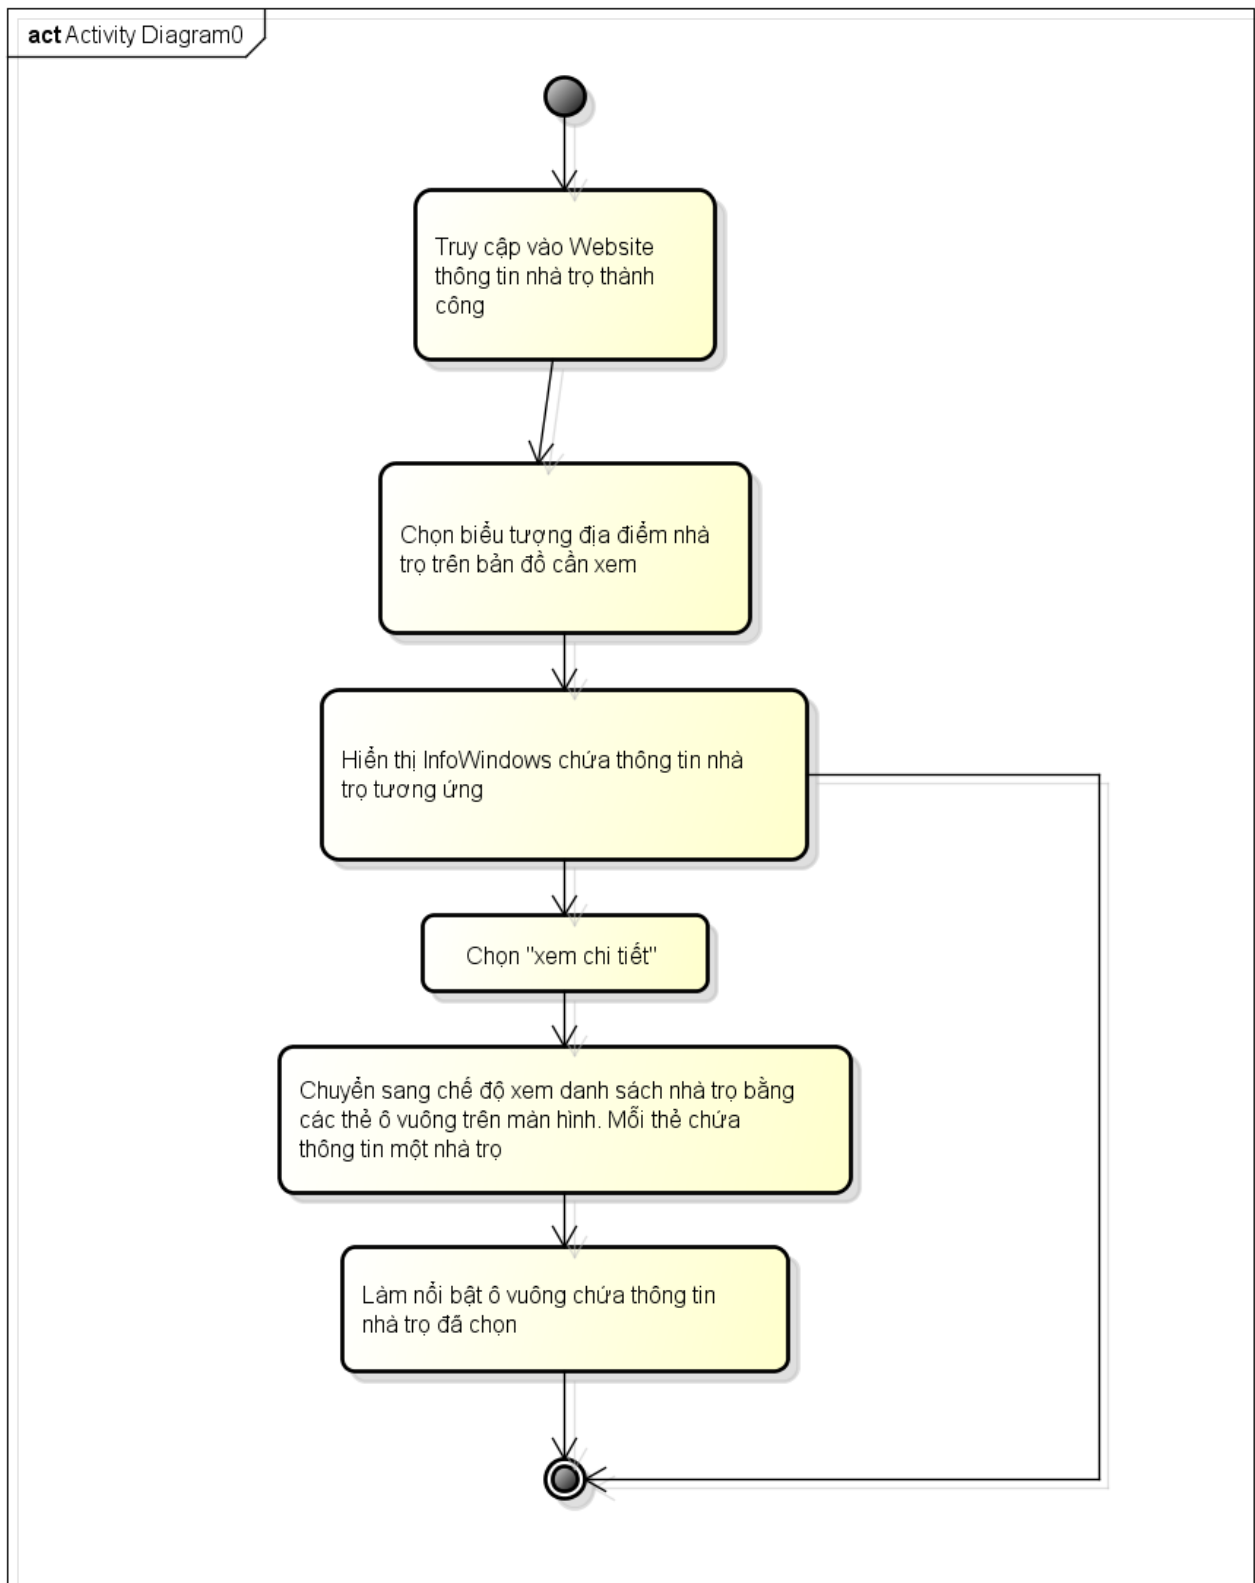 act Activity Diagram0
Truy cập vào Website
thông tin nhà trọ thành
công
Chọn biểu tượng địa điểm nhà
trọ trên bản đồ cần xem
Hiển thị InfoWindows chứa thông tin nhà
trọ tương ứng
Chọn "xem chi tiết"
Chuyển sang chế độ xem danh sách nhà trọ bằng
các thẻ ô vuông trên màn hình. Mỗi thẻ chứa
thông tin một nhà trọ
Làm nổi bật ô vuông chứa thông tin
nhà trọ đã chọn